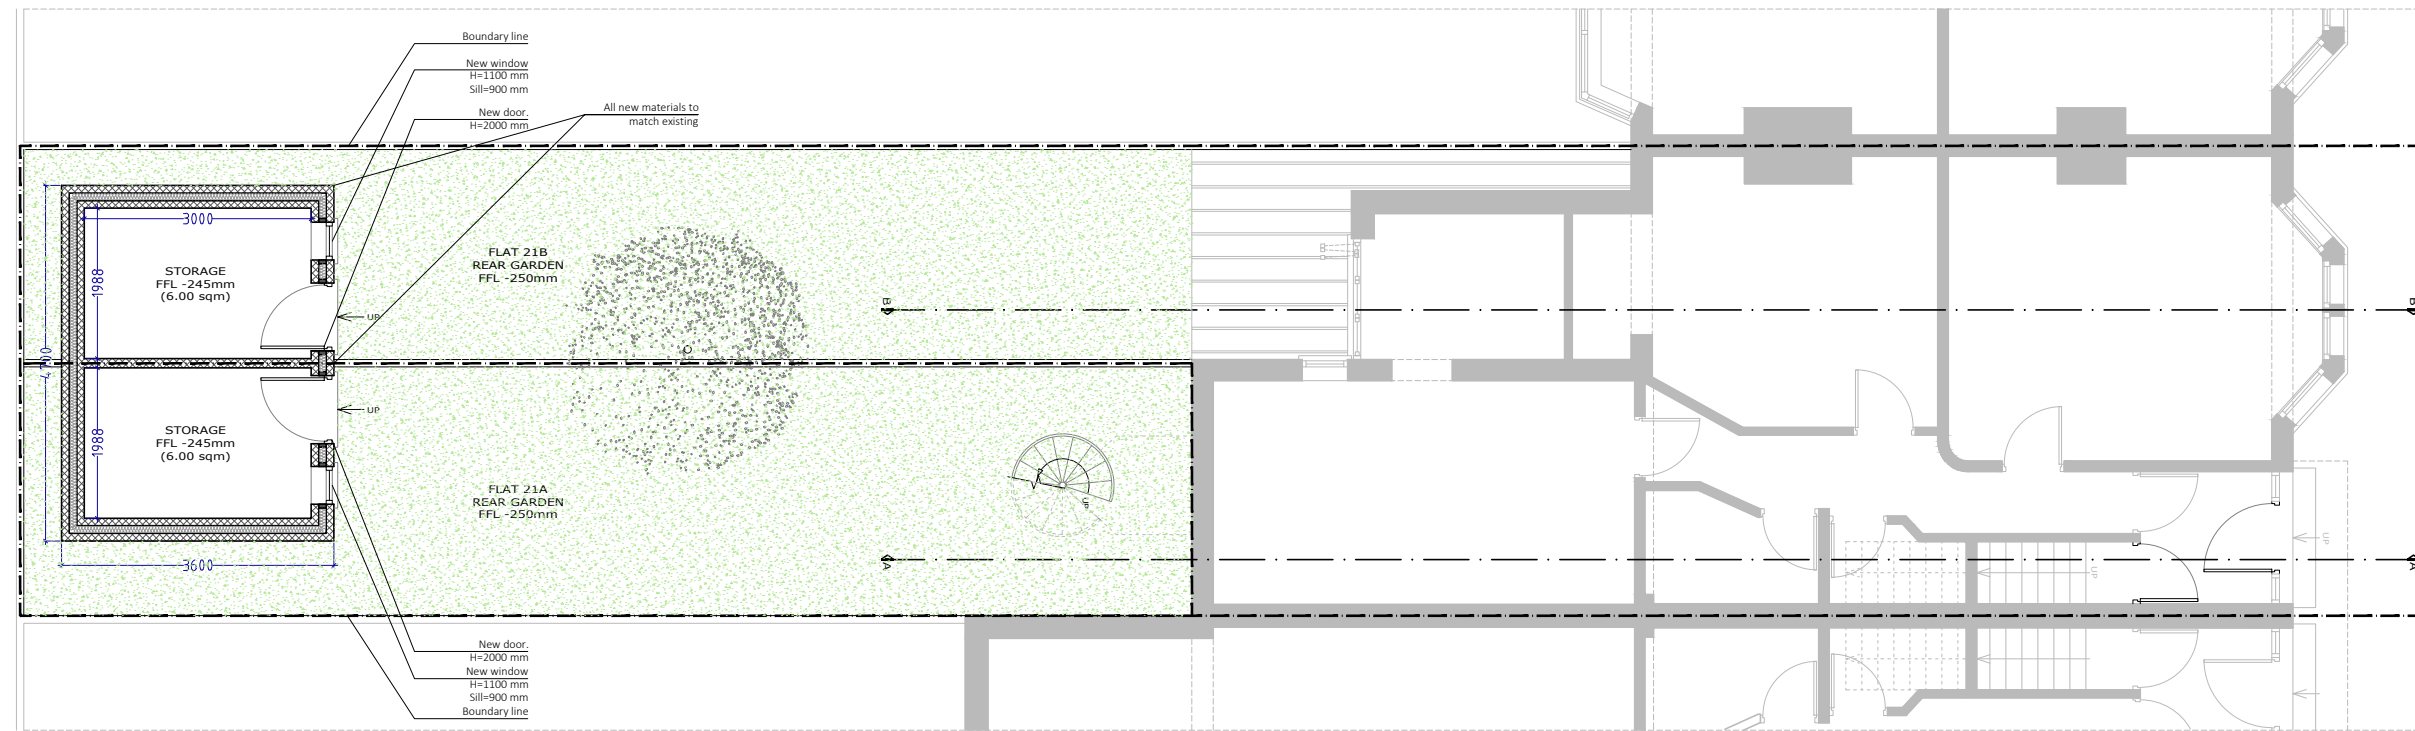 Boundary line
New window
H=1100 mm
Sill=900 mm
New door.
H=2000 mm
All new materials to
match existing
3000
1988
STORAGE
FFL -245mm
(6.00 sqm)
UP
FLAT 21B
REAR GARDEN
FFL -250mm
B
B
4700
1988
STORAGE
FFL -245mm
(6.00 sqm)
UP
FLAT 21A
REAR GARDEN
FFL -250mm
UP
A
A
UP
UP
3600
New door.
H=2000 mm
New window
H=1100 mm
Sill=900 mm
Boundary line